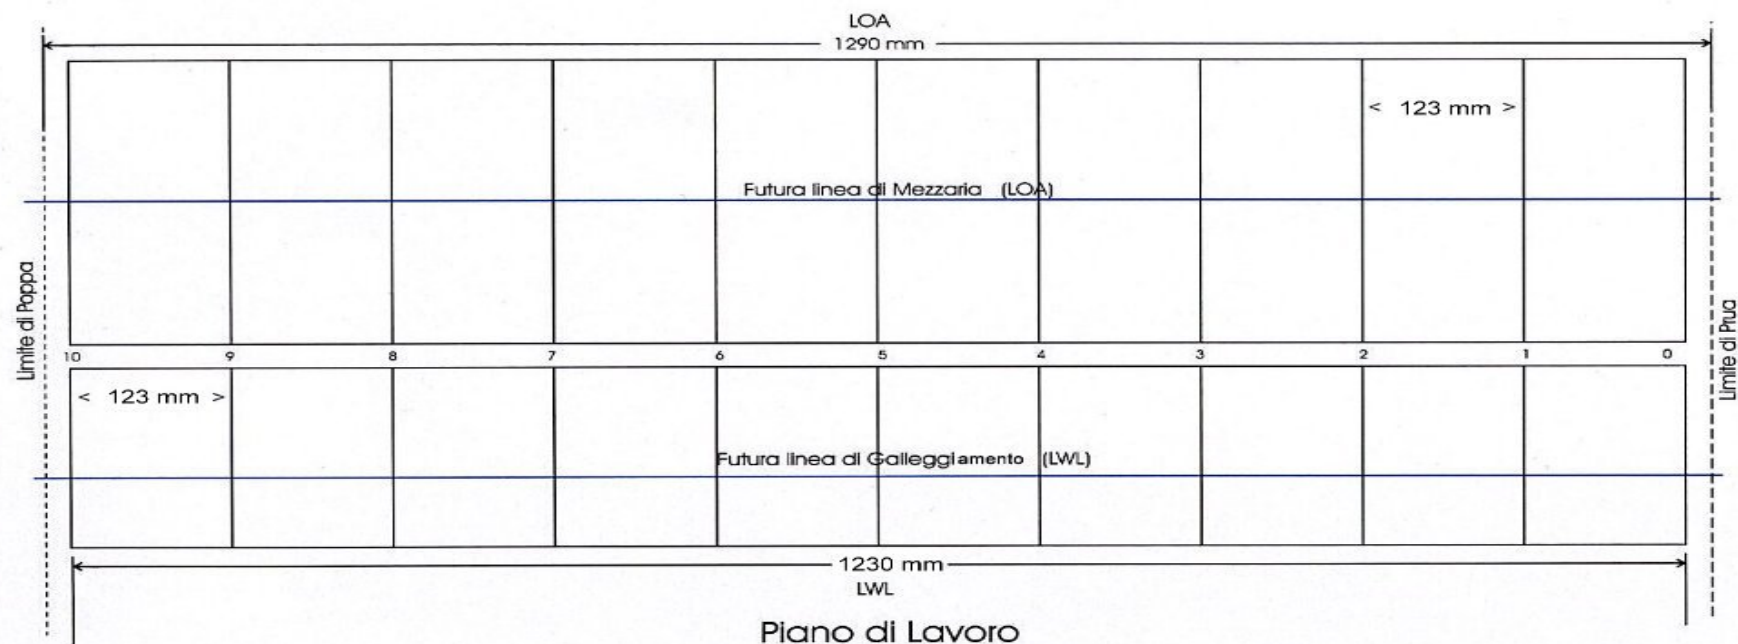 LOA
1290 mm
< 123 mm >
Futura linea di Mezzaria (LOA)
Limite di Poppa
Limite di Prua
10 9 8 7 6 5 4 3 2 1 0
< 123 mm >
Futura linea di Galleggiamento (LWL)
1230 mm
LWL
Piano di Lavoro